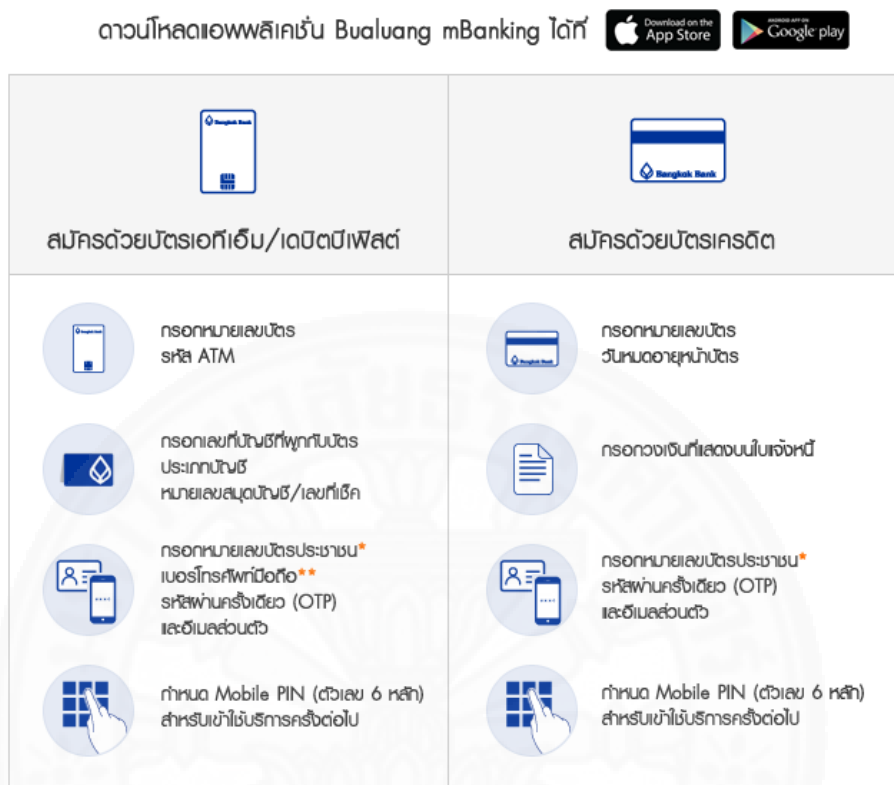 ดาวน์โหลดแอพพลิเคชั่น Bualuang mBanking ได้ที่
Download on the
App Store
ANDROID APP ON
Google play
Bangkok Bank
Bangkok Bank
สมัครด้วยบัตรเอทีเอ็ม/เดบิตบีเฟิสต์
สมัครด้วยบัตรเครดิต
กรอกหมายเลขบัตร
รหัส ATM
กรอกเลขที่บัญชีที่ผูกกับบัตร
ประเภทบัญชี
หมายเลขสมุดบัญชี/เลขที่เช็ค
กรอกหมายเลขบัตรประชาชน*
เบอร์โทรศัพท์มือถือ**
รหัสผ่านครั้งเดียว (OTP)
และอีเมลส่วนตัว
กำหนด Mobile PIN (ตัวเลข 6 หลัก)
สำหรับเข้าใช้บริการครั้งต่อไป
กรอกหมายเลขบัตร
วันหมดอายุหน้าบัตร
Bangkok Bank
กรอกวงเงินที่แสดงบนใบแจ้งหนี้
กรอกหมายเลขบัตรประชาชน*
รหัสผ่านครั้งเดียว (OTP)
และอีเมลส่วนตัว
กำหนด Mobile PIN (ตัวเลข 6 หลัก)
สำหรับเข้าใช้บริการครั้งต่อไป